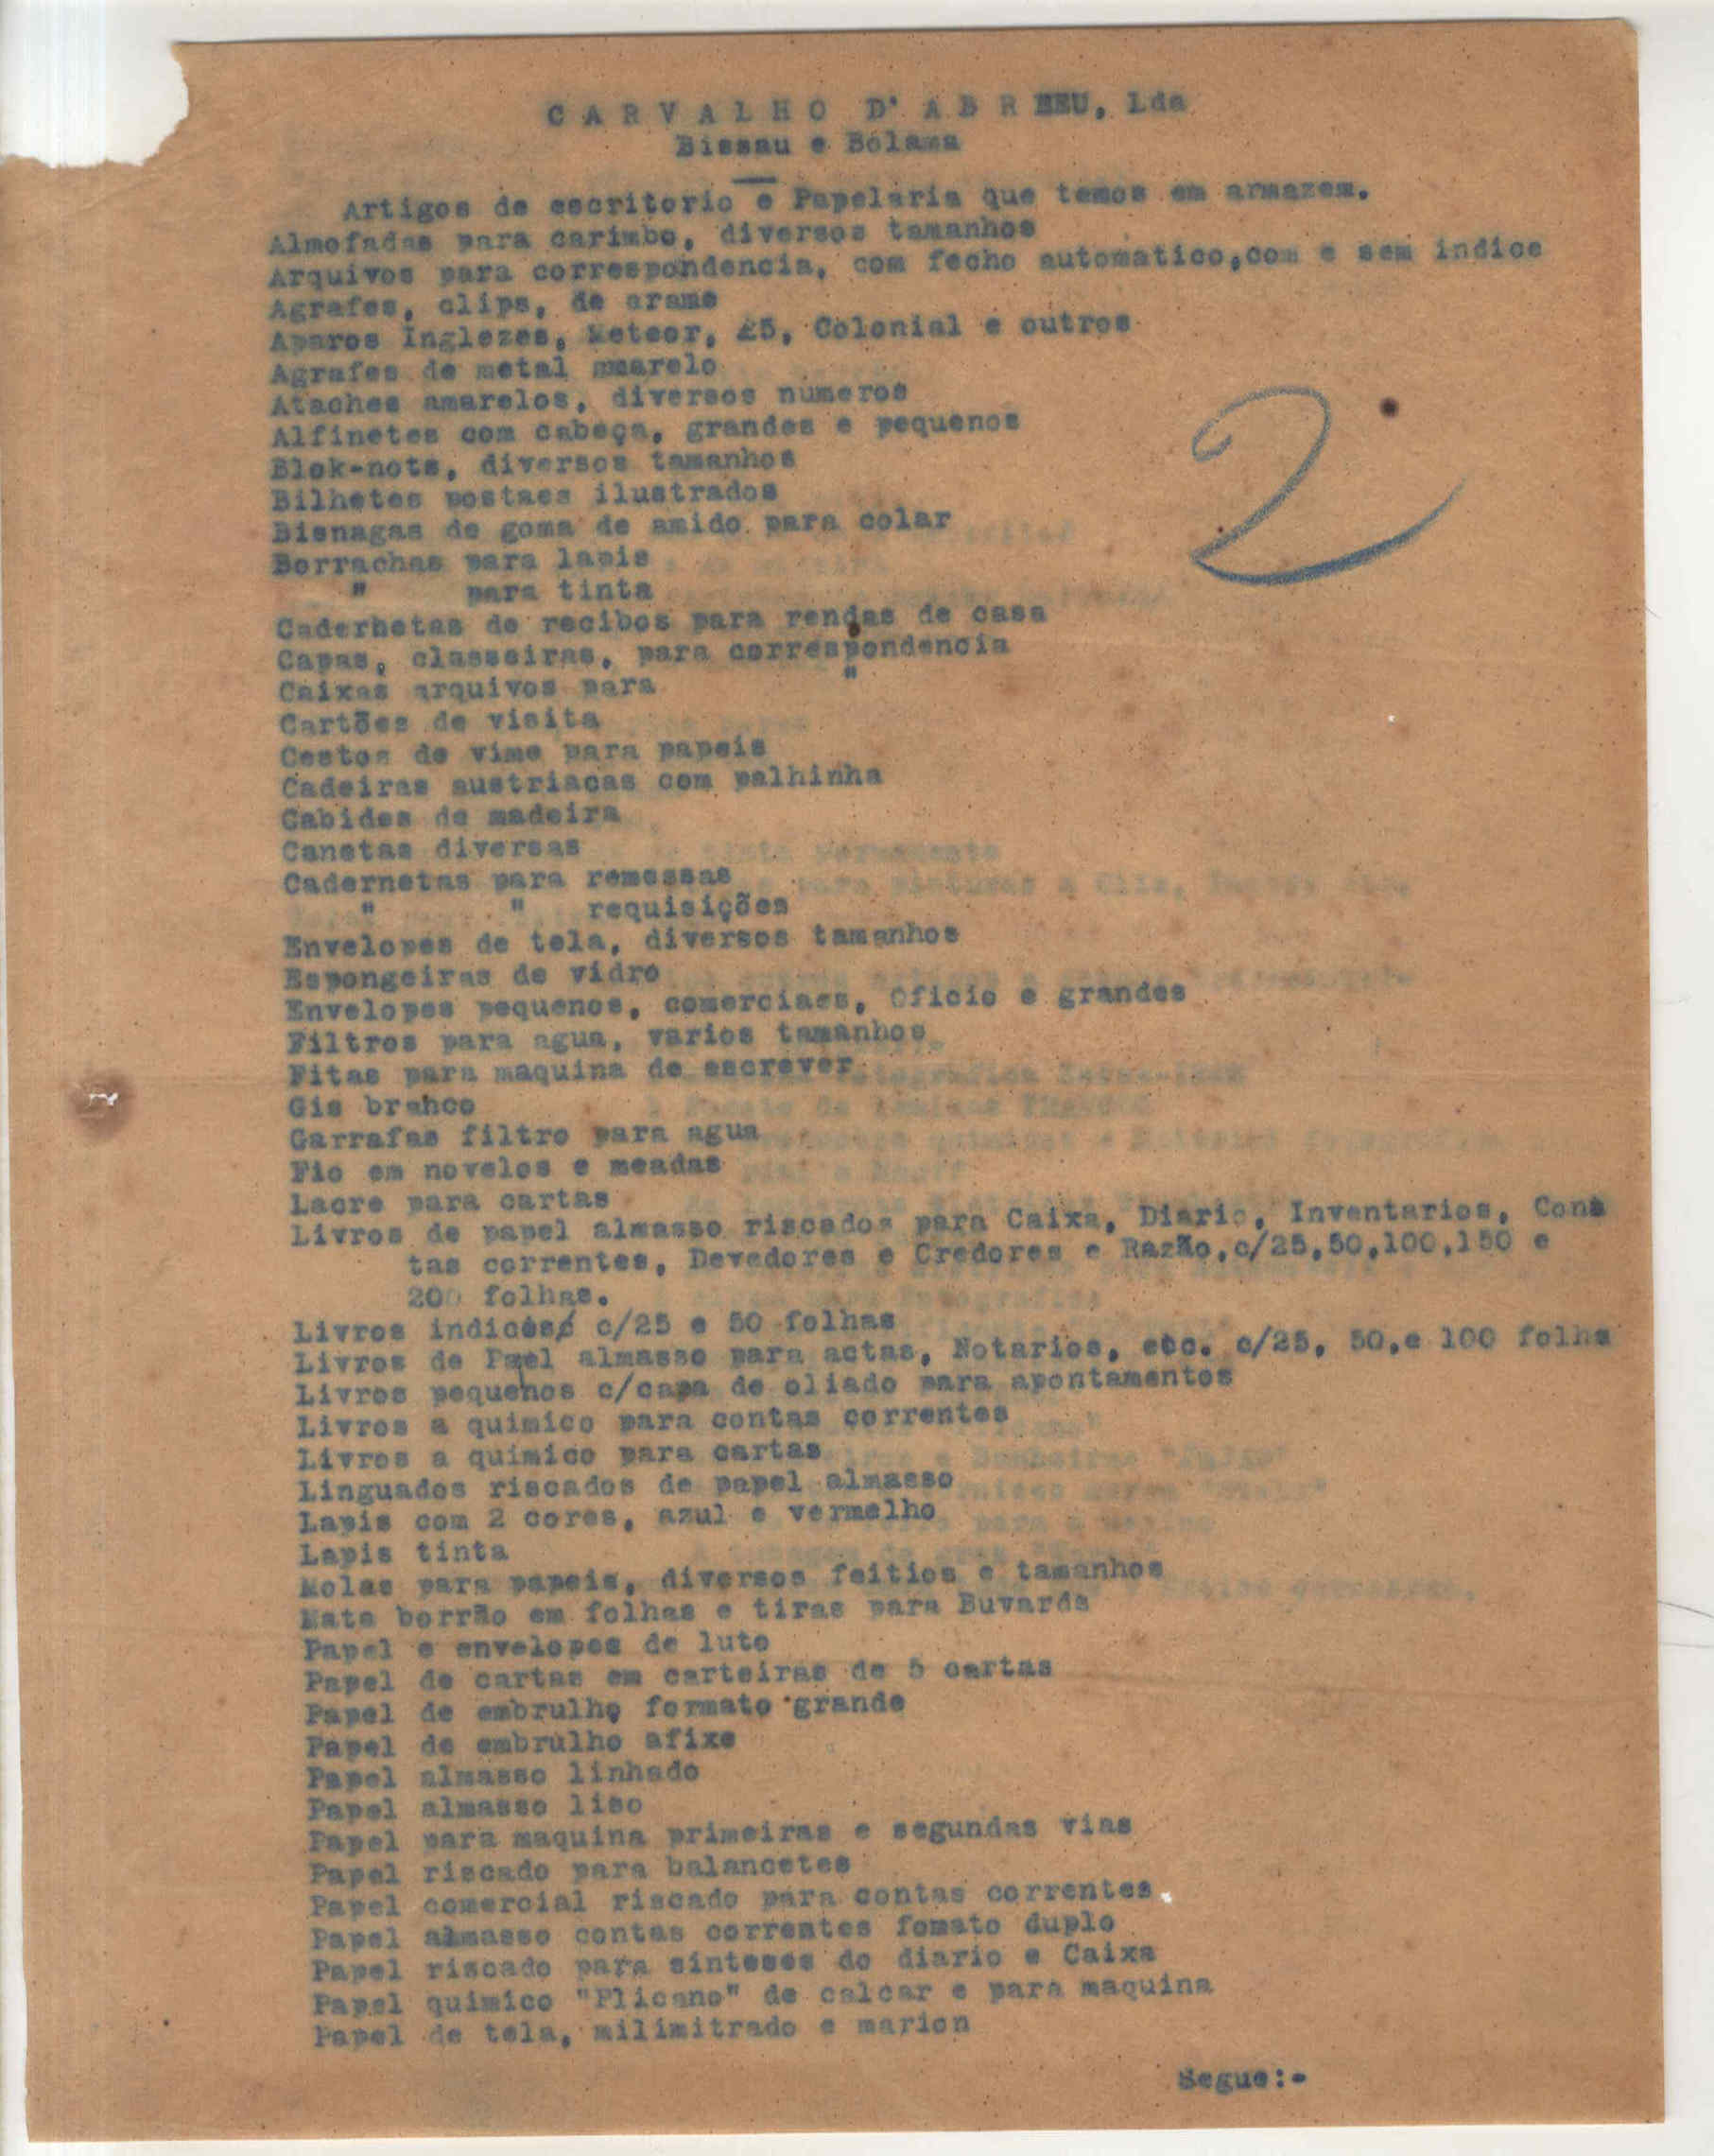 CARVALHO D'ABREEU, Lda
Bissau e Bólama
Artigos de escritorio e Papelaria que temos em armazem.
Almofadas para carimbo, diversos tamanhos
Arquivos para correspondencia, com fecho automatico,com e sem indice
Agrafes, clips, de arame
Aparos Inglezes, Meteor, £5, Colonial e outros
Agrafes de metal amarelo
Ataches amarelos, diversos numeros
Alfinetes com cabeça, grandes e pequenos
Blok-nots, diversos tamanhos
Bilhetes postaes ilustrados
Bisnagas de goma de amido para colar
Borrachas para lapis
" para tinta
Caderhetas de recibos para rendas de casa
Capas, classeiras, para correspondencia
Caixas arquivos para "
Cartões de visita
Cestos de vime para papeis
Cadeiras austriacas com palhinha
Cabides de madeira
Canetas diversas
Cadernetas para remessas
" " requisições
Envelopes de tela, diversos tamanhos
Espongeiras de vidro
Envelopes pequenos, comerciaes, Oficio e grandes
Filtros para agua, varios tamanhos
Fitas para maquina de escrever
Gis brahco
Garrafas filtro para agua
Fio em novelos e meadas
Lacre para cartas
Livros de papel almasso riscados para Caixa, Diario, Inventarios, Cons
tas correntes, Devedores e Credores e Razão,c/25,50,100,150 e
200 folhas.
Livros indices c/25 e 50 folhas
Livros de Pael almasso para actas, Notarios, etc. c/25, 50,e 100 folha
Livros pequehos c/capa de oliado para apontamentos
Livros a quimico para contas correntes
Livros a quimico para cartas
Linguados riscados de papel almasso
Lapis com 2 cores, azul e vermelho
Lapis tinta
Molas para papeis, diversos feitios e tamanhos
Mata borrão em folhas e tiras para Buvards
Papel e envelopes de luto
Papel de cartas em carteiras de 5 cartas
Papel de embrulho formato grande
Papel de embrulho afixe
Papel almasso linhado
Papel almasso liso
Papel para maquina primeiras e segundas vias
Papel riscado para balancetes
Papel comercial riscado para contas correntes.
Papel almasso contas correntes fomato duplo
Papel riscado para sinteses do diario e Caixa
Papel quimico "Plicano" de calcar e para maquina
Papel de tela, milimitrado e marion
Segue:-
2